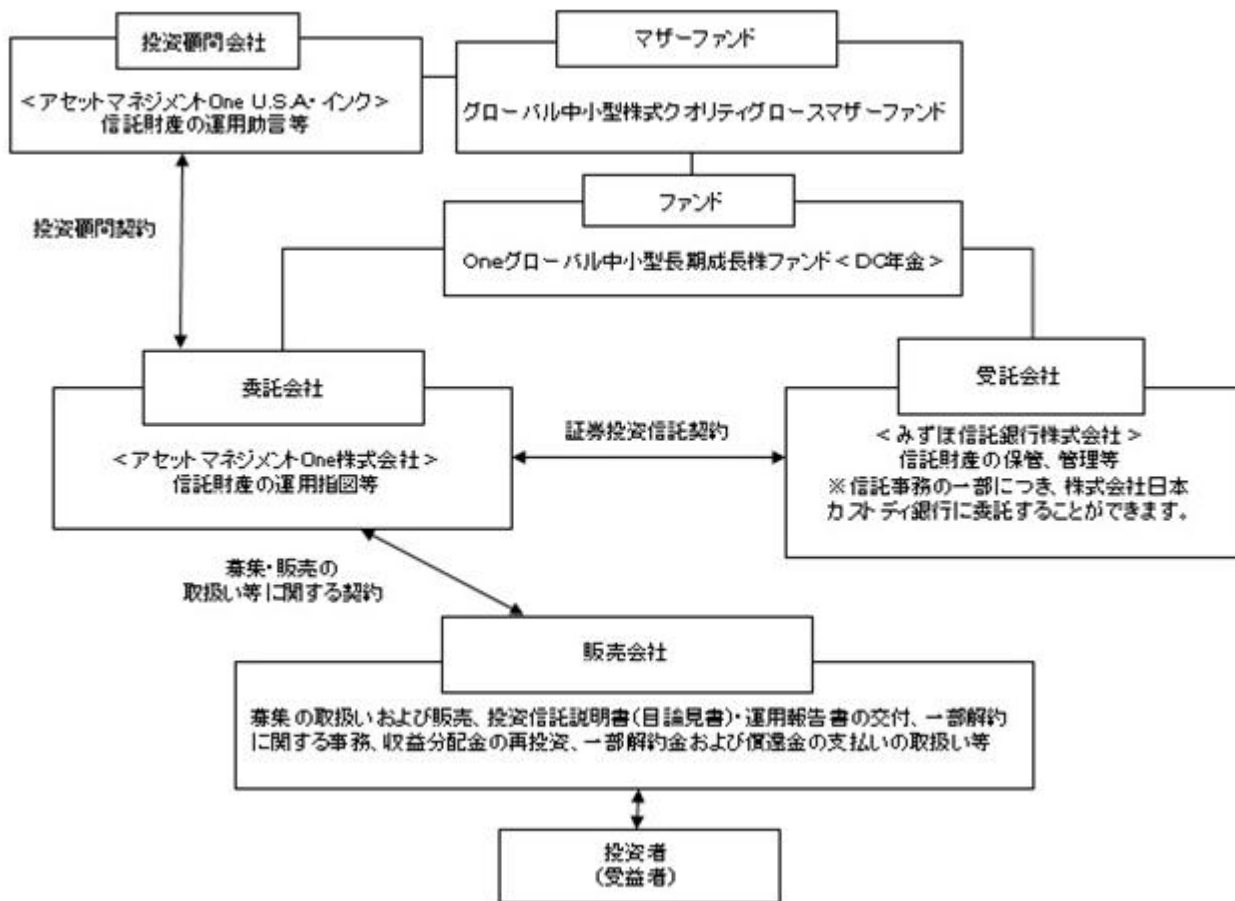 投資顧問会社
<アセットマネジメントOne U.S.A・インク>
信託財産の運用助言等
マザーファンド
グローバル中小型株式クオリティグロースマザーファンド
ファンド
Oneグローバル中小型長期成長株ファンド<DC年金>
投資顧問契約
委託会社
<アセットマネジメントOne株式会社>
信託財産の運用指図等
証券投資信託契約
受託会社
<みずほ信託銀行株式会社>
信託財産の保管、管理等
※信託事務の一部につき、株式会社日本
カストディ銀行に委託することができます。
募集・販売の
取扱い等に関する契約
販売会社
募集の取扱いおよび販売、投資信託説明書(目論見書)・運用報告書の交付、一部解約
に関する事務、収益分配金の再投資、一部解約金および償還金の支払いの取扱い等
投資者
(受益者)